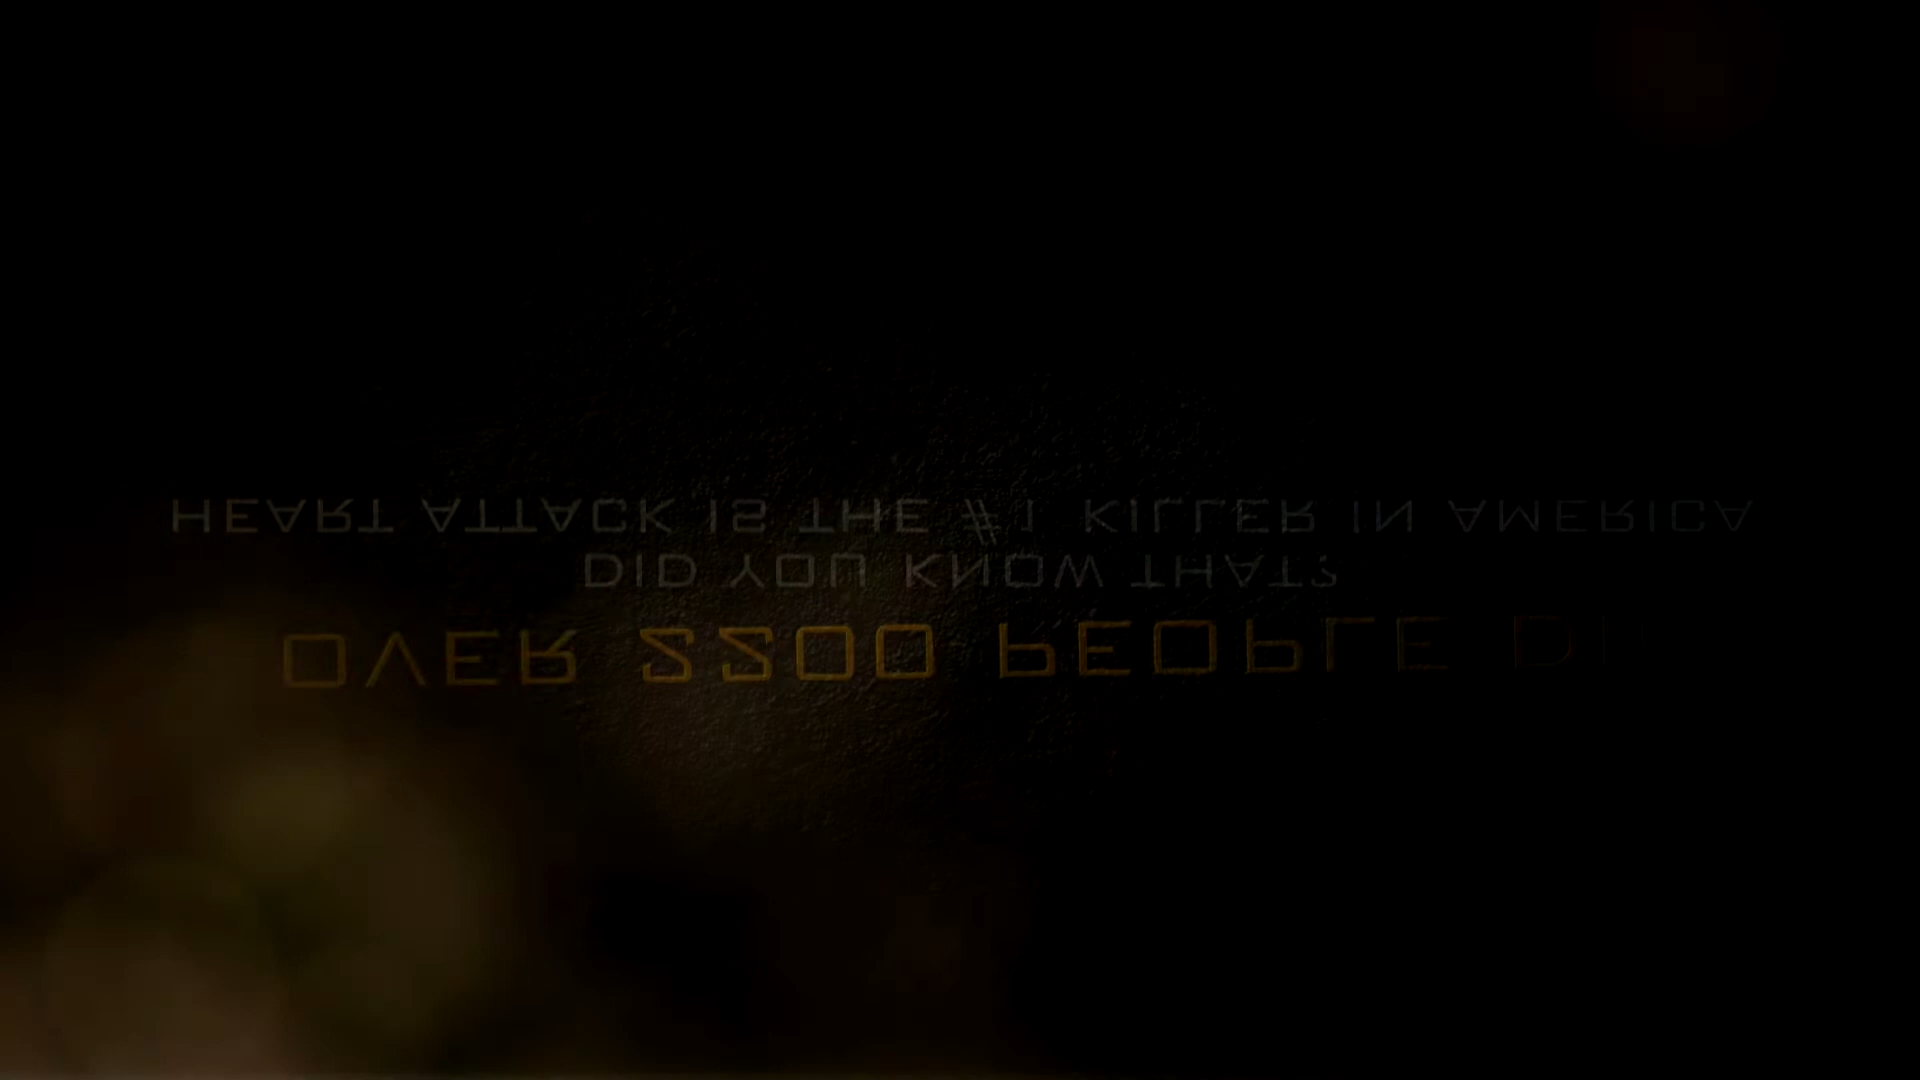 HEART ATTACK IS THE #1 KILLER IN AMERICA
DID YOU KNOW THAT?
OVER 2200 PEOPLE